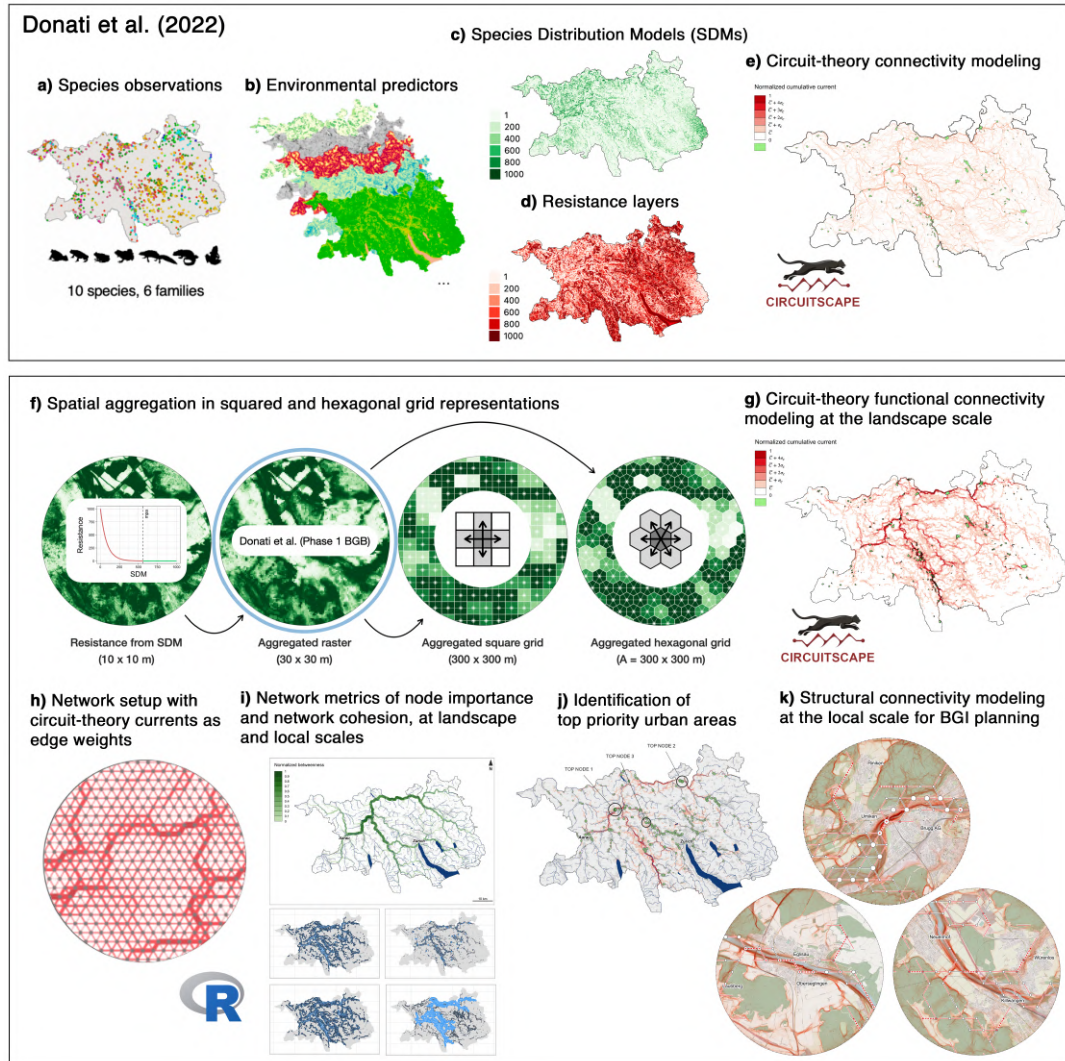 Donati et al. (2022)
a) Species observations
10 species, 6 families
b) Environmental predictors
...
c) Species Distribution Models (SDMs)
1
200
400
600
800
1000
d) Resistance layers
1
200
400
600
800
1000
e) Circuit-theory connectivity modeling
Normalized cumulative current
CIRCUITSCAPE
f) Spatial aggregation in squared and hexagonal grid representations
Resistance
SDM
Donati et al. (Phase 1 BGB)
Resistance from SDM
(10 x 10 m)
Aggregated raster
(30 x 30 m)
Aggregated square grid
(300 x 300 m)
Aggregated hexagonal grid
(A = 300 x 300 m)
g) Circuit-theory functional connectivity
modeling at the landscape scale
Normalized cumulative current
CIRCUITSCAPE
h) Network setup with
circuit-theory currents as
edge weights
R
i) Network metrics of node importance
and network cohesion, at landscape
and local scales
Normalized betweenness
j) Identification of
top priority urban areas
TOP NODE 1
TOP NODE 3
TOP NODE 2
k) Structural connectivity modeling
at the local scale for BGI planning